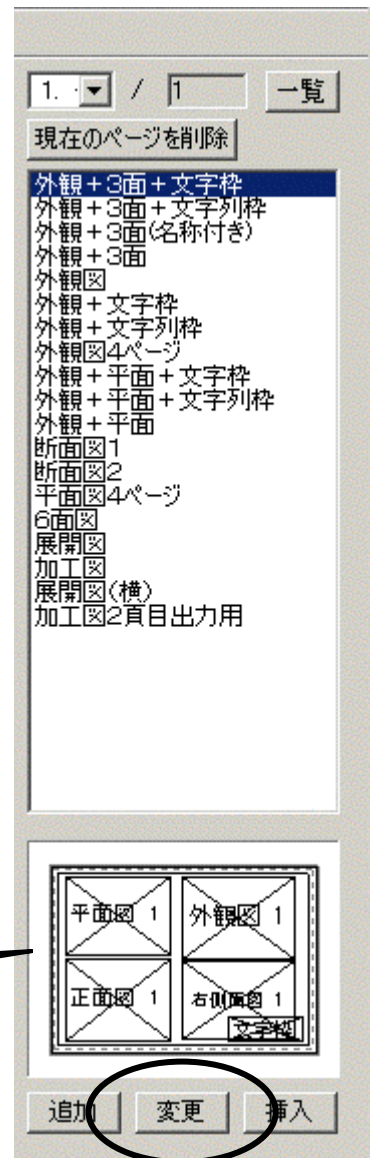 1. / 1 一覧
現在のページを削除
外観+3面+文字枠
外観+3面+文字列枠
外観+3面(名称付き)
外観+3面
外観図
外観+文字枠
外観+文字列枠
外観図4ページ
外観+平面+文字枠
外観+平面+文字列枠
外観+平面
断面図1
断面図2
平面図4ページ
6面図
展開図
加工図
展開図(横)
加工図2頁目出力用
平面図 1 外観図 1
正面図 1 右側面図 1
文字枠
追加 変更 挿入